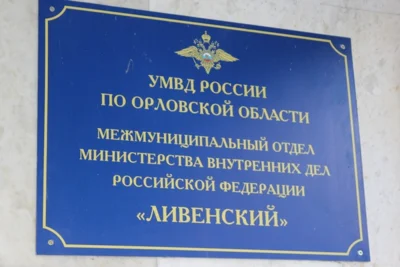 УМВД РОССИИ
ПО ОРЛОВСКОЙ ОБЛАСТИ
МЕЖМУНИЦИПАЛЬНЫЙ ОТДЕЛ
МИНИСТЕРСТВА ВНУТРЕННИХ ДЕЛ
РОССИЙСКОЙ ФЕДЕРАЦИИ
«ЛИВЕНСКИЙ»